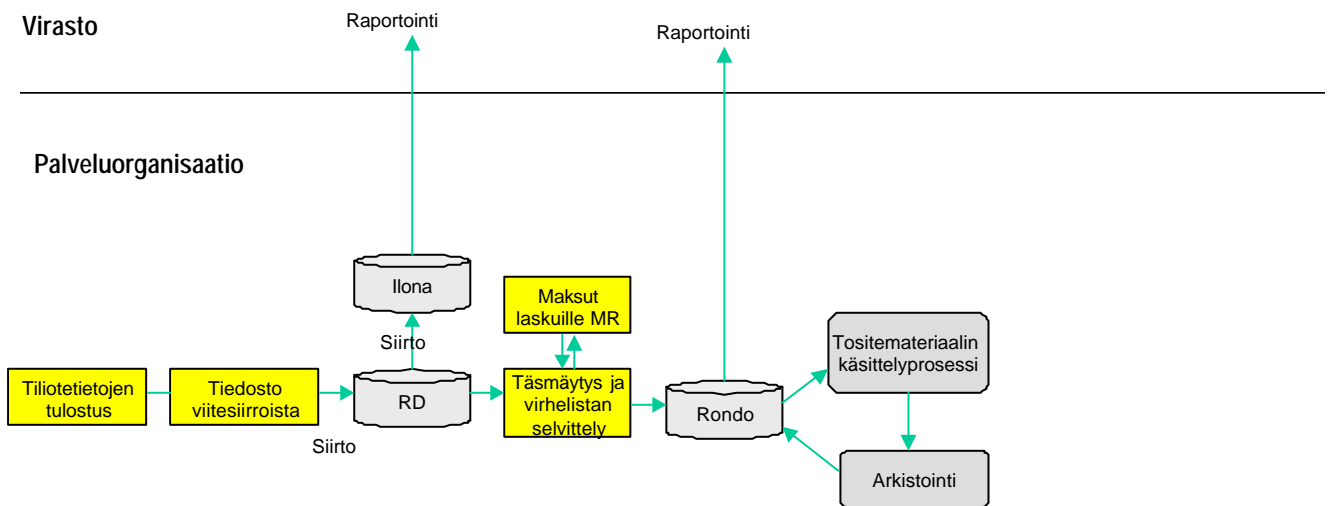 Virasto
Raportointi
Raportointi
Palveluorganisaatio
Ilona
Siirto
Maksut
laskuille MR
Tositemateriaalin
käsittelyprosessi
Tiliotetietojen
tulostus
Tiedosto
viitesiirroista
Siirto
RD
Täsmäytys ja
virhelistan
selvittely
Rondo
Arkistointi